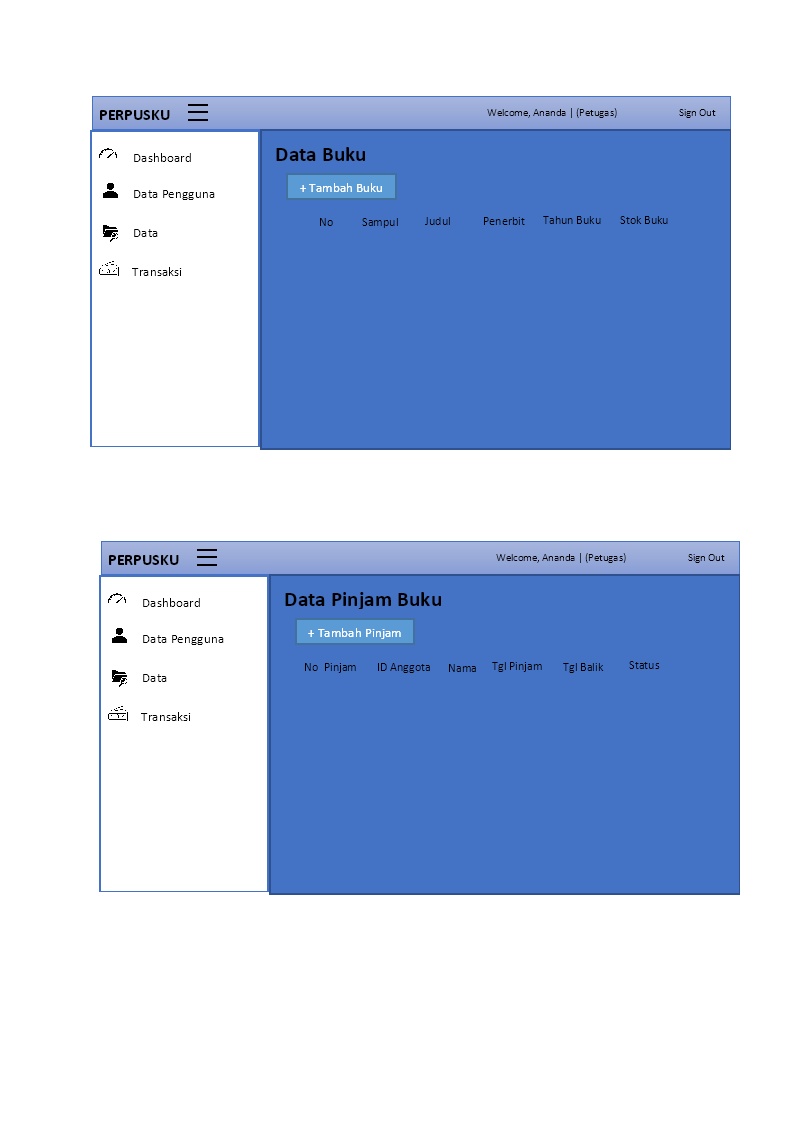 PERPUSKU Welcome, Ananda | (Petugas) Sign Out
Dashboard
Data Pengguna
Data
Transaksi
Data Buku
+ Tambah Buku
No Sampul Judul Penerbit Tahun Buku Stok Buku
PERPUSKU Welcome, Ananda | (Petugas) Sign Out
Dashboard
Data Pengguna
Data
Transaksi
Data Pinjam Buku
+ Tambah Pinjam
No Pinjam ID Anggota Nama Tgl Pinjam Tgl Balik Status